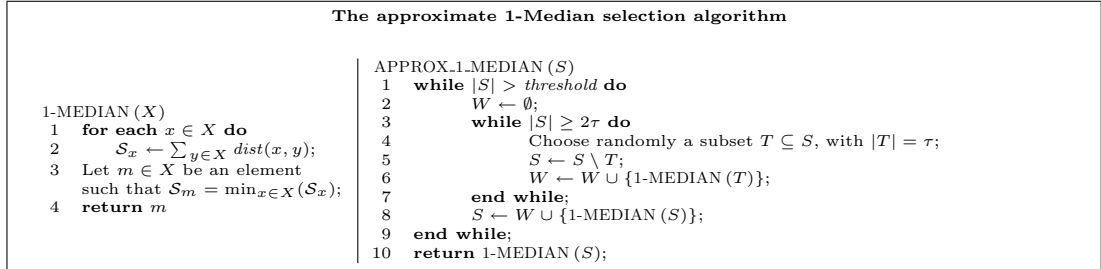 The approximate 1-Median selection algorithm
1-MEDIAN (X)
1 for each x ∈ X do
2 𝒮ₓ ← ∑ y∈X dist(x, y);
3 Let m ∈ X be an element
such that 𝒮ₘ = minₓ∈X(𝒮ₓ);
4 return m
APPROX_1_MEDIAN (S)
1 while |S| > threshold do
2 W ← ∅;
3 while |S| ≥ 2τ do
4 Choose randomly a subset T ⊆ S, with |T| = τ;
5 S ← S \ T;
6 W ← W ∪ {1-MEDIAN (T)};
7 end while;
8 S ← W ∪ {1-MEDIAN (S)};
9 end while;
10 return 1-MEDIAN (S);